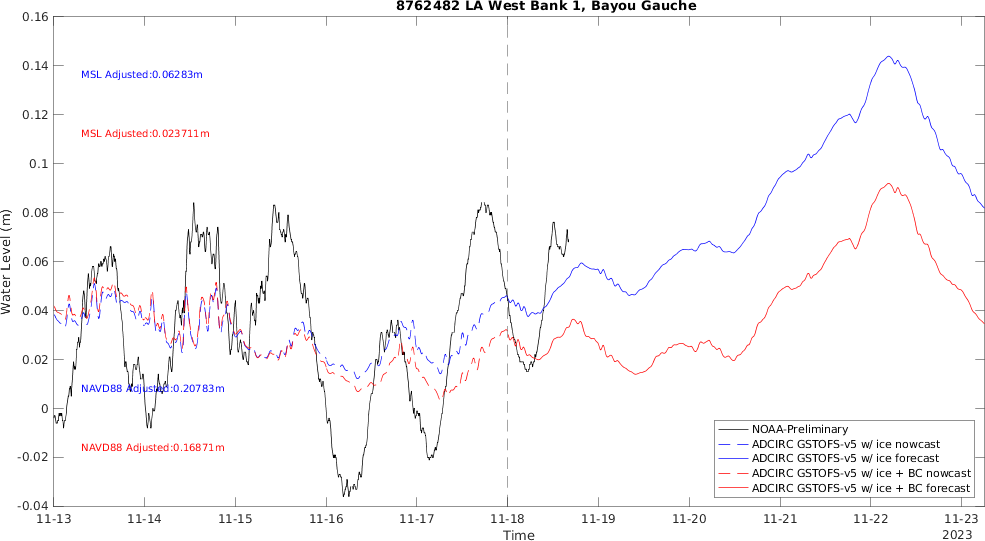 8762482 LA West Bank 1, Bayou Gauche
0.16
0.14
0.12
0.1
0.08
0.06
0.04
0.02
0
-0.02
-0.04
Water Level (m)
MSL Adjusted:0.06283m
MSL Adjusted:0.023711m
NAVD88 Adjusted:0.20783m
NAVD88 Adjusted:0.16871m
NOAA-Preliminary
ADCIRC GSTOFS-v5 w/ ice nowcast
ADCIRC GSTOFS-v5 w/ ice forecast
ADCIRC GSTOFS-v5 w/ ice + BC nowcast
ADCIRC GSTOFS-v5 w/ ice + BC forecast
11-13 11-14 11-15 11-16 11-17 11-18 11-19 11-20 11-21 11-22 11-23
Time
2023